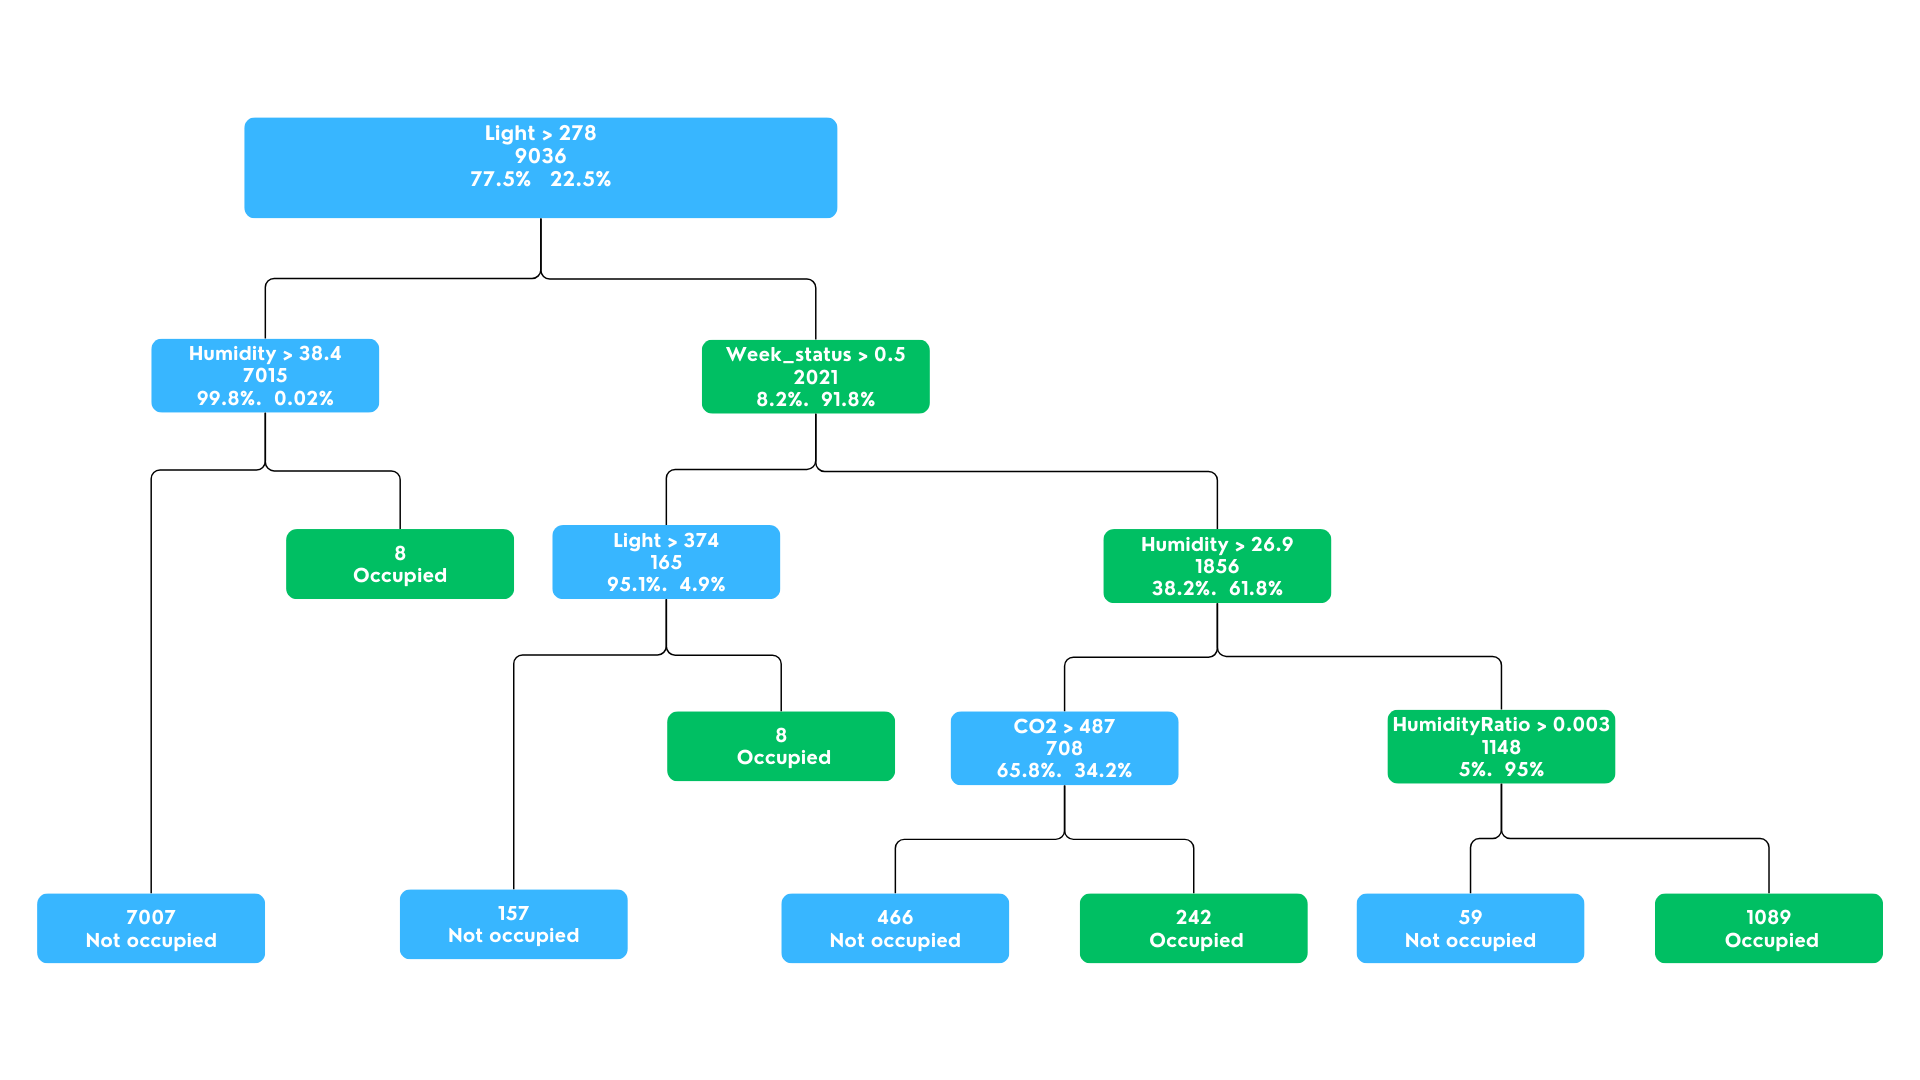 Light > 278
9036
77.5% 22.5%
Humidity > 38.4
7015
99.8%. 0.02%
Week_status > 0.5
2021
8.2%. 91.8%
8
Occupied
Light > 374
165
95.1%. 4.9%
Humidity > 26.9
1856
38.2%. 61.8%
8
Occupied
CO2 > 487
708
65.8%. 34.2%
HumidityRatio > 0.003
1148
5%. 95%
7007
Not occupied
157
Not occupied
466
Not occupied
242
Occupied
59
Not occupied
1089
Occupied